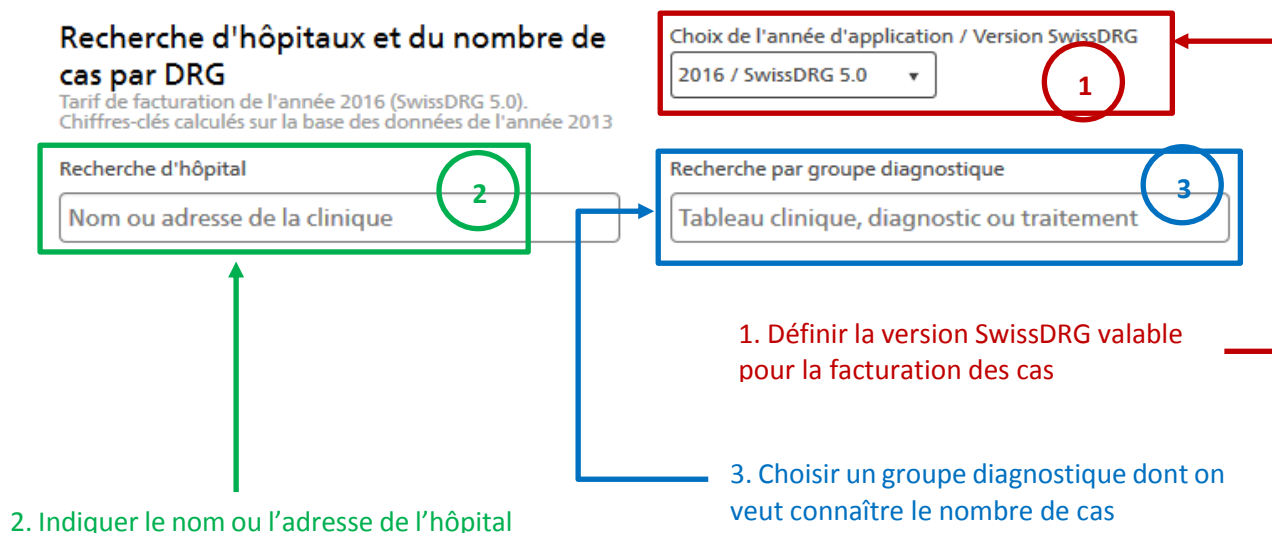 Recherche d'hôpitaux et du nombre de
cas par DRG
Tarif de facturation de l'année 2016 (SwissDRG 5.0).
Chiffres-clés calculés sur la base des données de l'année 2013
Choix de l'année d'application / Version SwissDRG
2016 / SwissDRG 5.0
1
Recherche d'hôpital
2
Nom ou adresse de la clinique
Recherche par groupe diagnostique
3
Tableau clinique, diagnostic ou traitement
1. Définir la version SwissDRG valable
pour la facturation des cas
3. Choisir un groupe diagnostique dont on
veut connaître le nombre de cas
2. Indiquer le nom ou l’adresse de l’hôpital